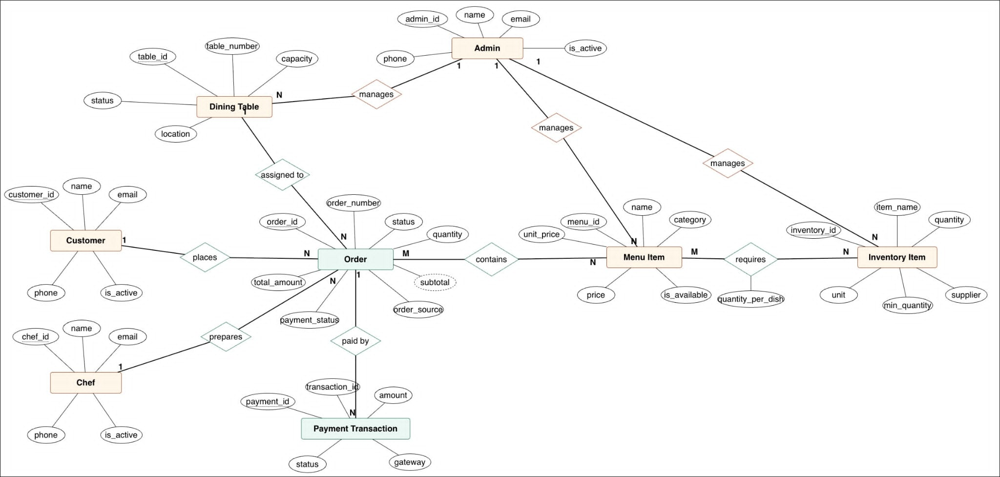 admin_id
name
email
Admin
is_active
phone
1
1
1
manages
table_number
table_id
capacity
status
N
Dining Table
1
location
manages
manages
assigned to
customer_id
name
email
Customer
1
phone
is_active
places
N
order_number
order_id
status
quantity
N
Order
M
total_amount
N
1
subtotal
payment_status
order_source
contains
N
unit_price
menu_id
name
category
N
Menu Item
M
price
is_available
requires
quantity_per_dish
N
inventory_id
item_name
quantity
N
Inventory Item
unit
min_quantity
supplier
chef_id
name
email
1
Chef
phone
is_active
prepares
paid by
transaction_id
payment_id
amount
N
Payment Transaction
status
gateway